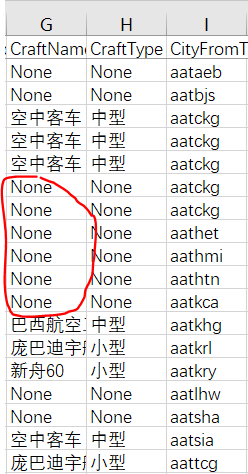 G H I
CraftName CraftType CityFromT
None None aataeb
None None aatbjs
空中客车 中型 aatckg
空中客车 中型 aatckg
空中客车 中型 aatckg
None None aatckg
None None aatckg
None None aathet
None None aathmi
None None aathtn
None None aatkca
巴西航空 中型 aatkhg
庞巴迪宇 小型 aatkrl
新舟60 小型 aatkry
None None aatlhw
None None aatsha
空中客车 中型 aatsia
庞巴迪宇 小型 aattcg